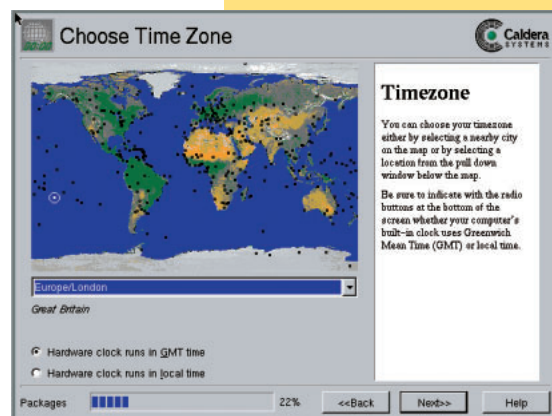 Choose Time Zone
Caldera
SYSTEMS
Timezone
You can choose your timezone
either by selecting a nearby city
on the map or by selecting a
location from the pull down
window below the map.
Be sure to indicate with the radio
buttons at the bottom of the
screen whether your computer's
built-in clock uses Greenwich
Mean Time (GMT) or local time.
Europe/London
Great Britain
Hardware clock runs in GMT time
Hardware clock runs in local time
Packages 22% <<Back Next>> Help